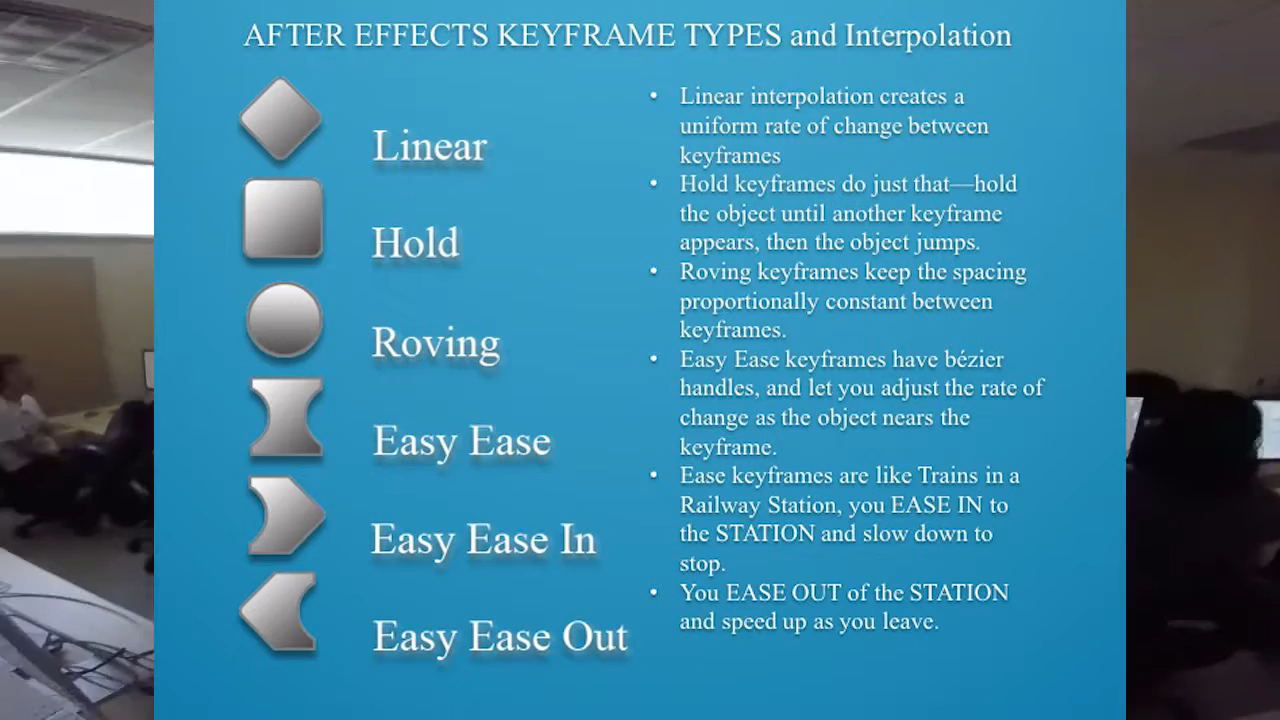 AFTER EFFECTS KEYFRAME TYPES and Interpolation
Linear
Hold
Roving
Easy Ease
Easy Ease In
Easy Ease Out
• Linear interpolation creates a
uniform rate of change between
keyframes
• Hold keyframes do just that—hold
the object until another keyframe
appears, then the object jumps.
• Roving keyframes keep the spacing
proportionally constant between
keyframes.
• Easy Ease keyframes have bézier
handles, and let you adjust the rate of
change as the object nears the
keyframe.
• Ease keyframes are like Trains in a
Railway Station, you EASE IN to
the STATION and slow down to
stop.
• You EASE OUT of the STATION
and speed up as you leave.